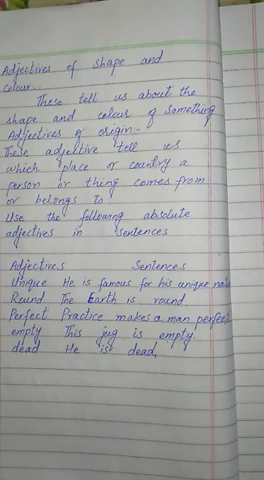 Adjectives of shape and
colour..
These tell us about the
shape and colour of something
Adjectives of origin-
These adjective tell us
which place or country a
person or thing comes from
or belongs to
Use the following absolute
adjectives in sentences
Adjectives Sentences
Unique He is famous for his unique
Round The Earth is round
Perfect Practice makes a man perfect
empty This jug is empty
dead He is dead.